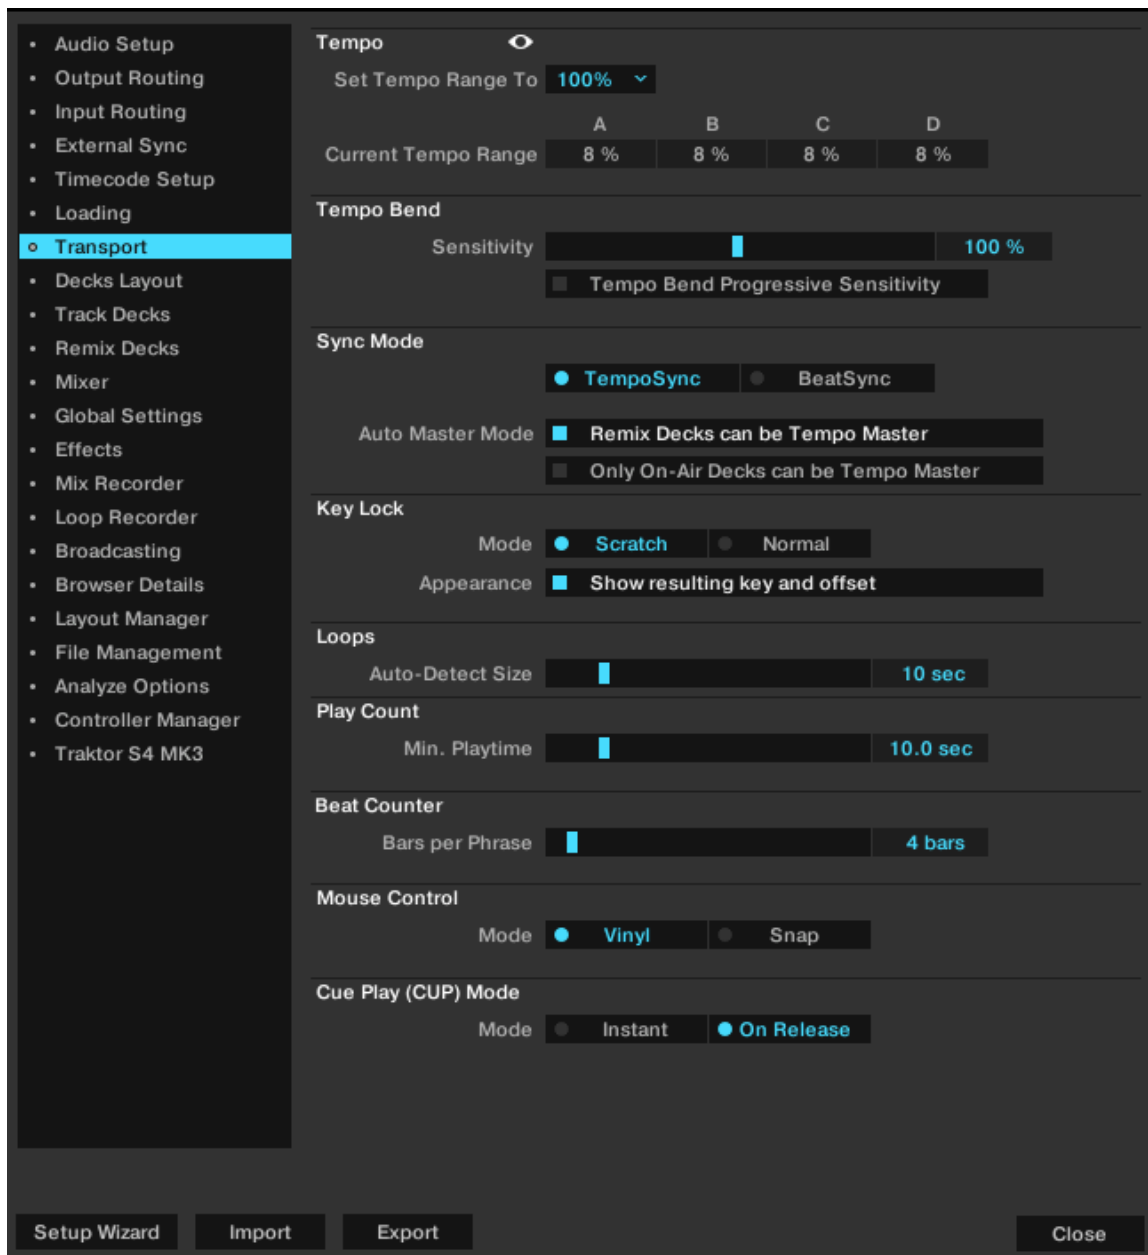 Audio Setup
Output Routing
Input Routing
External Sync
Timecode Setup
Loading
Transport
Decks Layout
Track Decks
Remix Decks
Mixer
Global Settings
Effects
Mix Recorder
Loop Recorder
Broadcasting
Browser Details
Layout Manager
File Management
Analyze Options
Controller Manager
Traktor S4 MK3
Tempo
Set Tempo Range To 100%
A B C D
Current Tempo Range 8 % 8 % 8 % 8 %
Tempo Bend
Sensitivity 100 %
Tempo Bend Progressive Sensitivity
Sync Mode
TempoSync BeatSync
Auto Master Mode Remix Decks can be Tempo Master
Only On-Air Decks can be Tempo Master
Key Lock
Mode Scratch Normal
Appearance Show resulting key and offset
Loops
Auto-Detect Size 10 sec
Play Count
Min. Playtime 10.0 sec
Beat Counter
Bars per Phrase 4 bars
Mouse Control
Mode Vinyl Snap
Cue Play (CUP) Mode
Mode Instant On Release
Setup Wizard Import Export Close